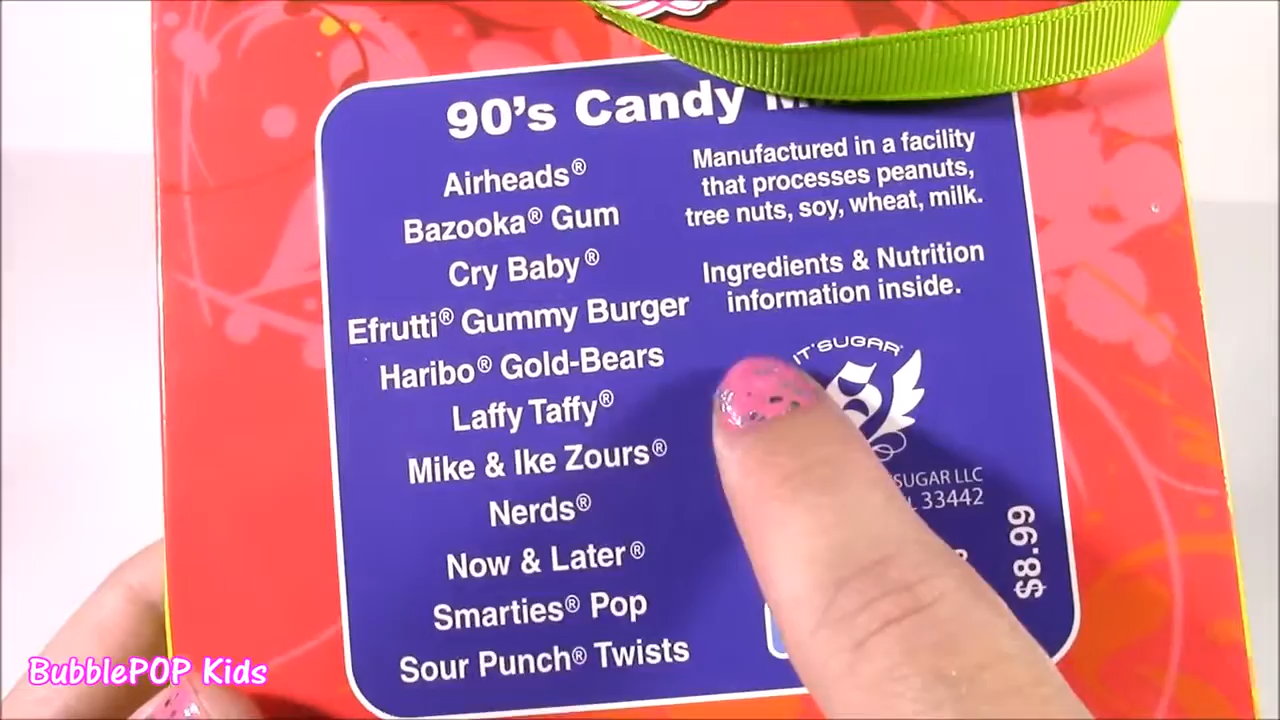 90's Candy
Airheads®
Bazooka® Gum
Cry Baby®
Efrutti® Gummy Burger
Haribo® Gold-Bears
Laffy Taffy®
Mike & Ike Zours®
Nerds®
Now & Later®
Smarties® Pop
Sour Punch® Twists
Manufactured in a facility
that processes peanuts,
tree nuts, soy, wheat, milk.
Ingredients & Nutrition
information inside.
IT'SUGAR®
SUGAR LLC
33442
$8.99
BubblePOP Kids